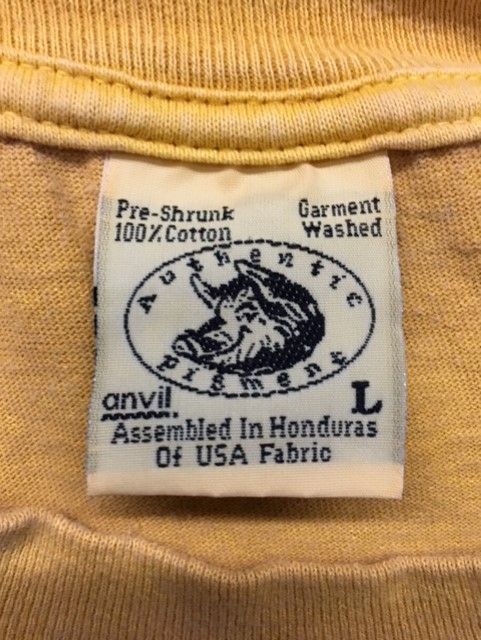 Pre-Shrunk Garment
100% Cotton Washed
Authentic
pigment
anvil. L
Assembled In Honduras
Of USA Fabric